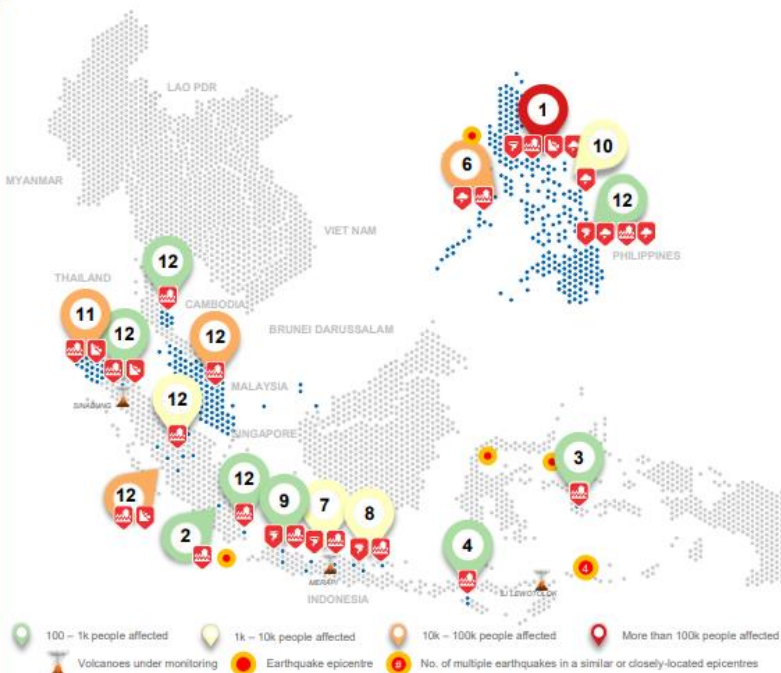 LAO PDR
1
10
MYANMAR
6
12
VIET NAM
PHILIPPINES
12
THAILAND
CAMBODIA
11
12
12
BRUNEI DARUSSALAM
MALAYSIA
12
SINABUNG
SINGAPORE
3
12
12
9
7
8
2
4
4
MERAPI
ILI LEWOTOLOK
INDONESIA
100 – 1k people affected
1k – 10k people affected
10k – 100k people affected
More than 100k people affected
Volcanoes under monitoring
Earthquake epicentre
# No. of multiple earthquakes in a similar or closely-located epicentres